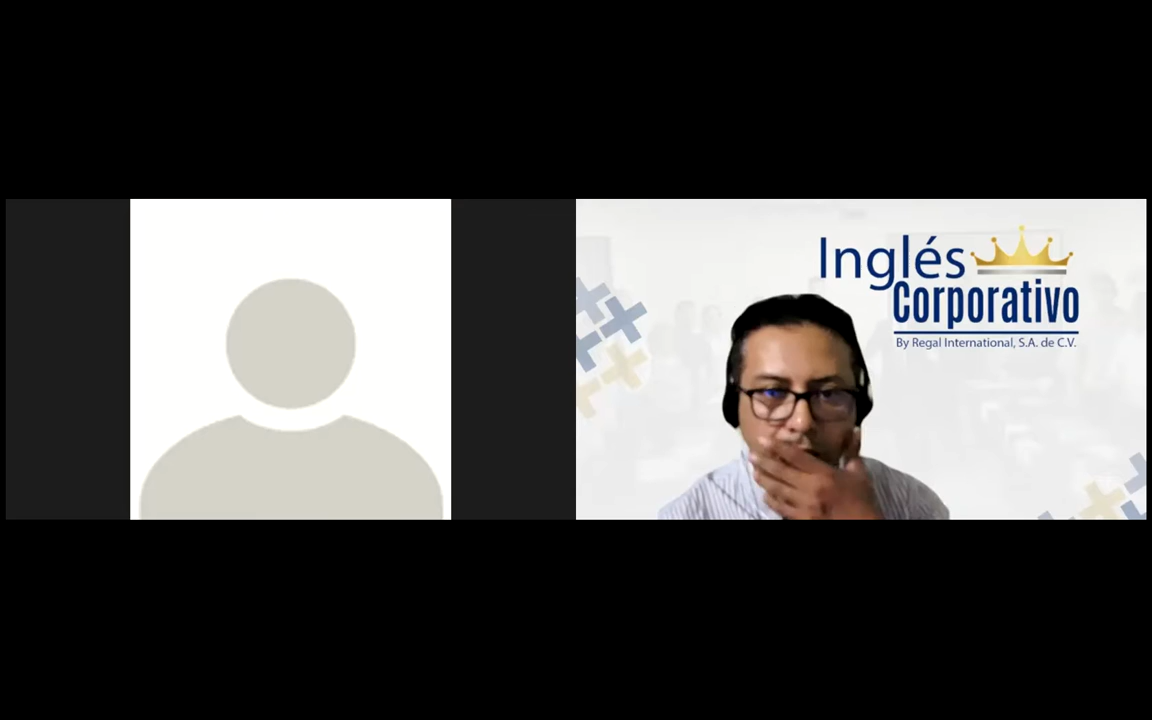 Inglés
Corporativo
By Regal International, S.A. de C.V.